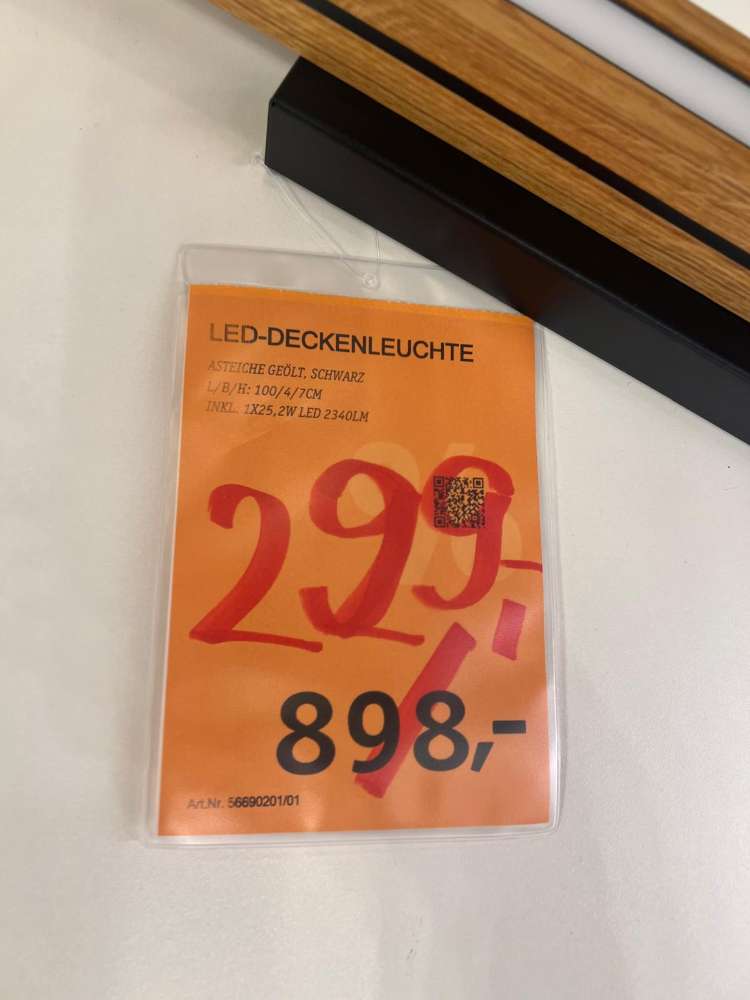 LED-DECKENLEUCHTE
ASTEICHE GEÖLT, SCHWARZ
L/B/H: 100/4/7CM
INKL. 1X25,2W LED 2340LM
%
299,-
898,-
Art.Nr. 56690201/01